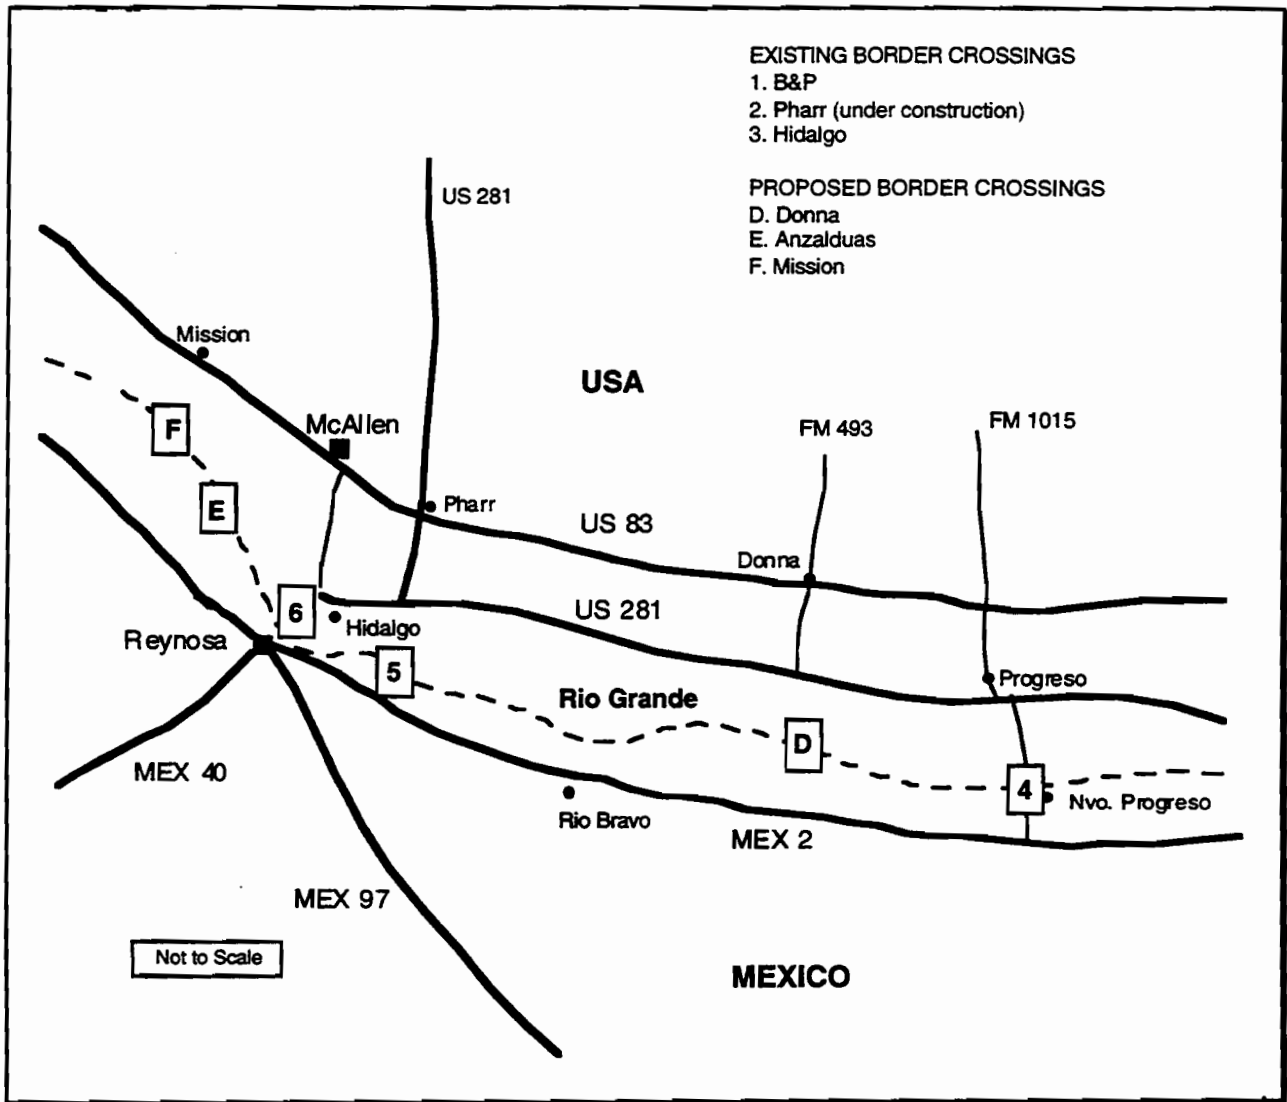 EXISTING BORDER CROSSINGS
1. B&P
2. Pharr (under construction)
3. Hidalgo
PROPOSED BORDER CROSSINGS
D. Donna
E. Anzalduas
F. Mission
US 281
Mission
USA
McAllen
F
FM 493
FM 1015
E
Pharr
US 83
Donna
6
US 281
Hidalgo
Reynosa
5
Progreso
Rio Grande
D
MEX 40
4
Nvo. Progreso
Rio Bravo
MEX 2
MEX 97
Not to Scale
MEXICO